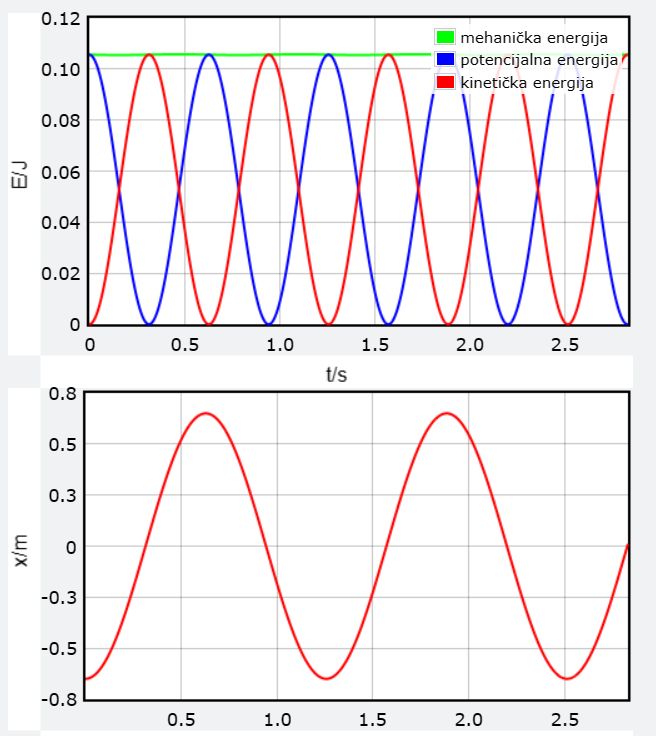 0.12
mehanička energija
potencijalna energija
0.10
kinetička energija
0.08
E/J
0.06
0.04
0.02
0
0 0.5 1.0 1.5 2.0 2.5
t/s
0.8
0.5
0.3
x/m
0
-0.3
-0.5
-0.8
0.5 1.0 1.5 2.0 2.5